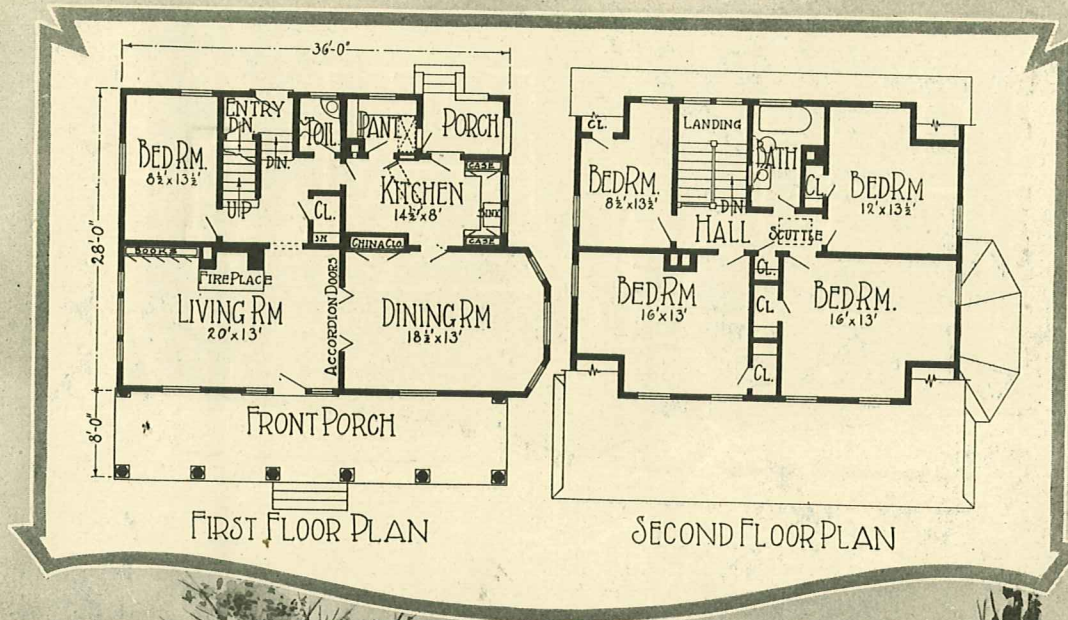 36'-0"
ENTRY
DN.
TOIL.
PANT.
PORCH
BED RM.
8½'x13½'
DN.
UP
CASE
KITCHEN
14½'x8'
SINK
CASE
CL.
CHINA CLO.
28'-0"
BOOKS
FIREPLACE
LIVING RM
20'x13'
ACCORDION DOORS
DINING RM
18½'x13'
8'-0"
FRONT PORCH
FIRST FLOOR PLAN
CL.
LANDING
BATH
BED RM.
8½'x13½'
CL.
BED RM
12'x13½'
DN.
HALL
SCUTTLE
CL.
BED RM
16'x13'
CL.
BED RM.
16'x13'
CL.
SECOND FLOOR PLAN